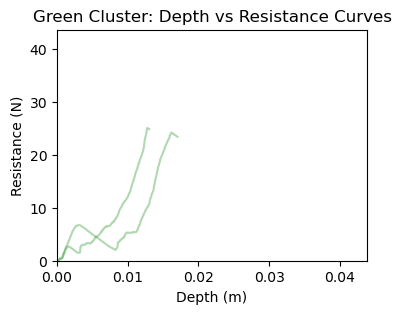 Green Cluster: Depth vs Resistance Curves
40
30
20
10
0
Resistance (N)
0.00 0.01 0.02 0.03 0.04
Depth (m)